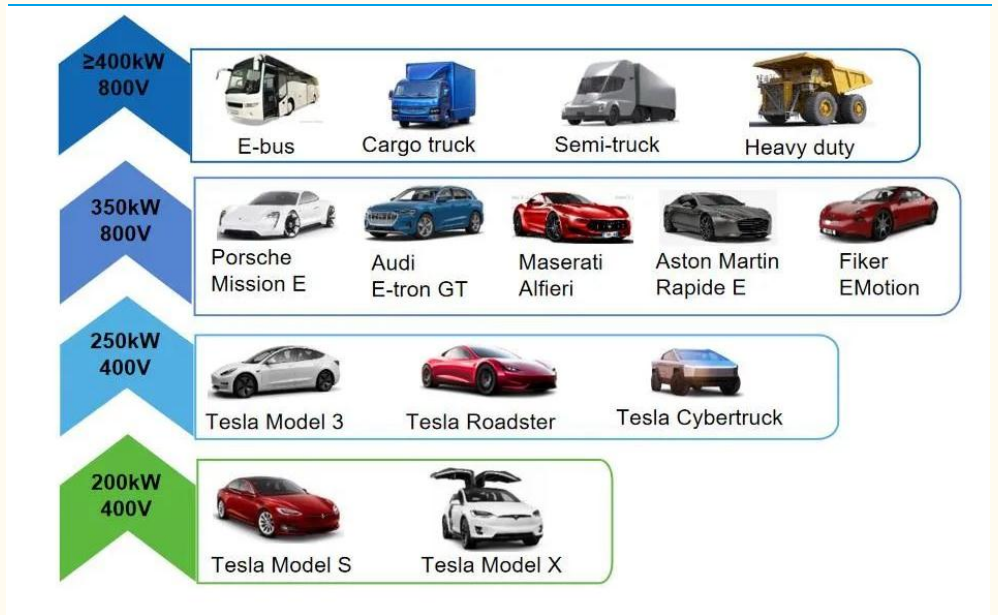 ≥400kW
800V
E-bus
Cargo truck
Semi-truck
Heavy duty
350kW
800V
Porsche
Mission E
Audi
E-tron GT
Maserati
Alfieri
Aston Martin
Rapide E
Fiker
EMotion
250kW
400V
Tesla Model 3
Tesla Roadster
Tesla Cybertruck
200kW
400V
Tesla Model S
Tesla Model X